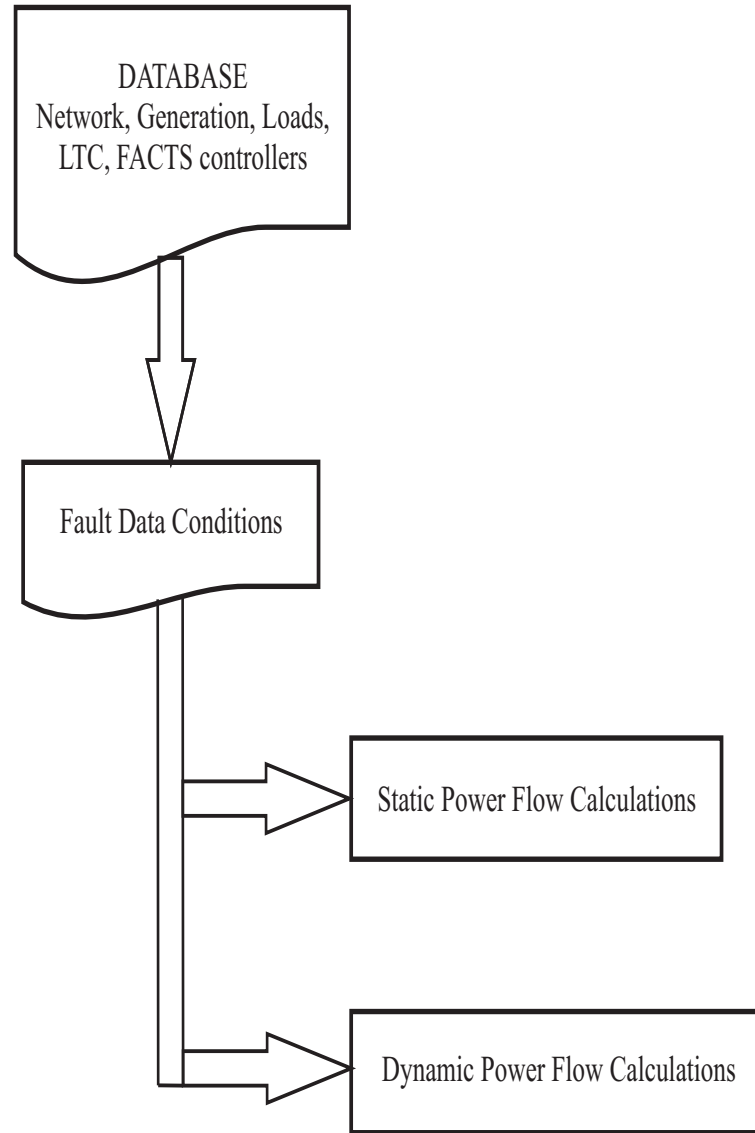 DATABASE
Network, Generation, Loads,
LTC, FACTS controllers
Fault Data Conditions
Static Power Flow Calculations
Dynamic Power Flow Calculations